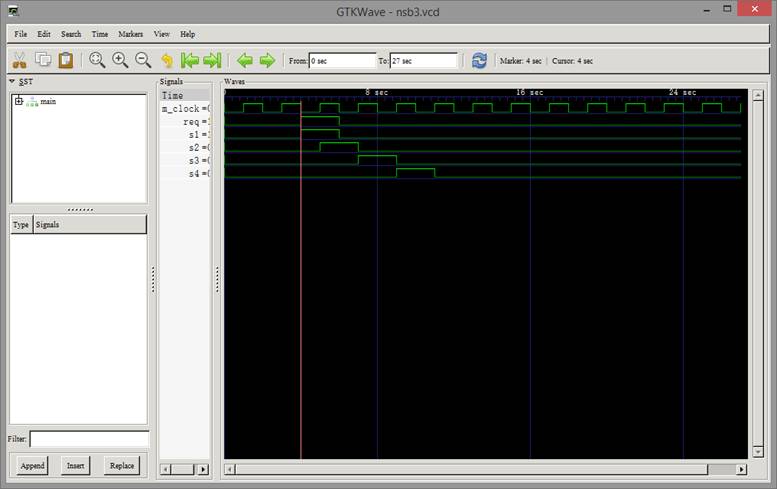 GTKWave - nsb3.vcd
File Edit Search Time Markers View Help
From: 0 sec To: 27 sec Marker: 4 sec | Cursor: 4 sec
SST
main
Type Signals
Filter:
Append Insert Replace
Signals
Time
m_clock =0
req =1
s1 =1
s2 =0
s3 =0
s4 =0
Waves
8 sec 16 sec 24 sec